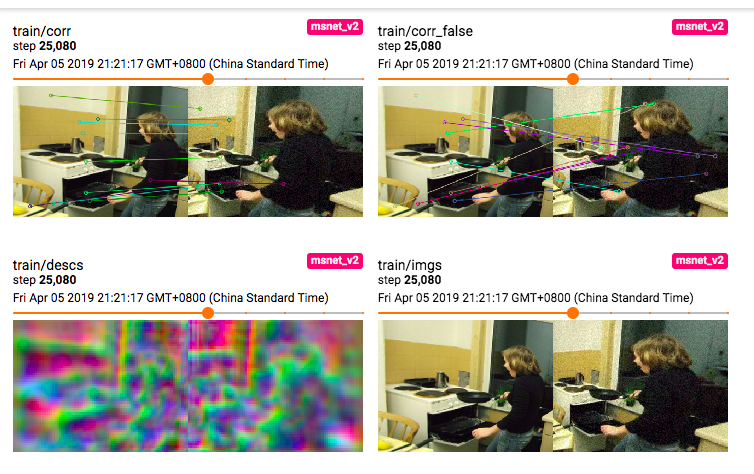 train/corr
msnet_v2
step 25,080
Fri Apr 05 2019 21:21:17 GMT+0800 (China Standard Time)
train/corr_false
msnet_v2
step 25,080
Fri Apr 05 2019 21:21:17 GMT+0800 (China Standard Time)
train/descs
msnet_v2
step 25,080
Fri Apr 05 2019 21:21:17 GMT+0800 (China Standard Time)
train/imgs
msnet_v2
step 25,080
Fri Apr 05 2019 21:21:17 GMT+0800 (China Standard Time)